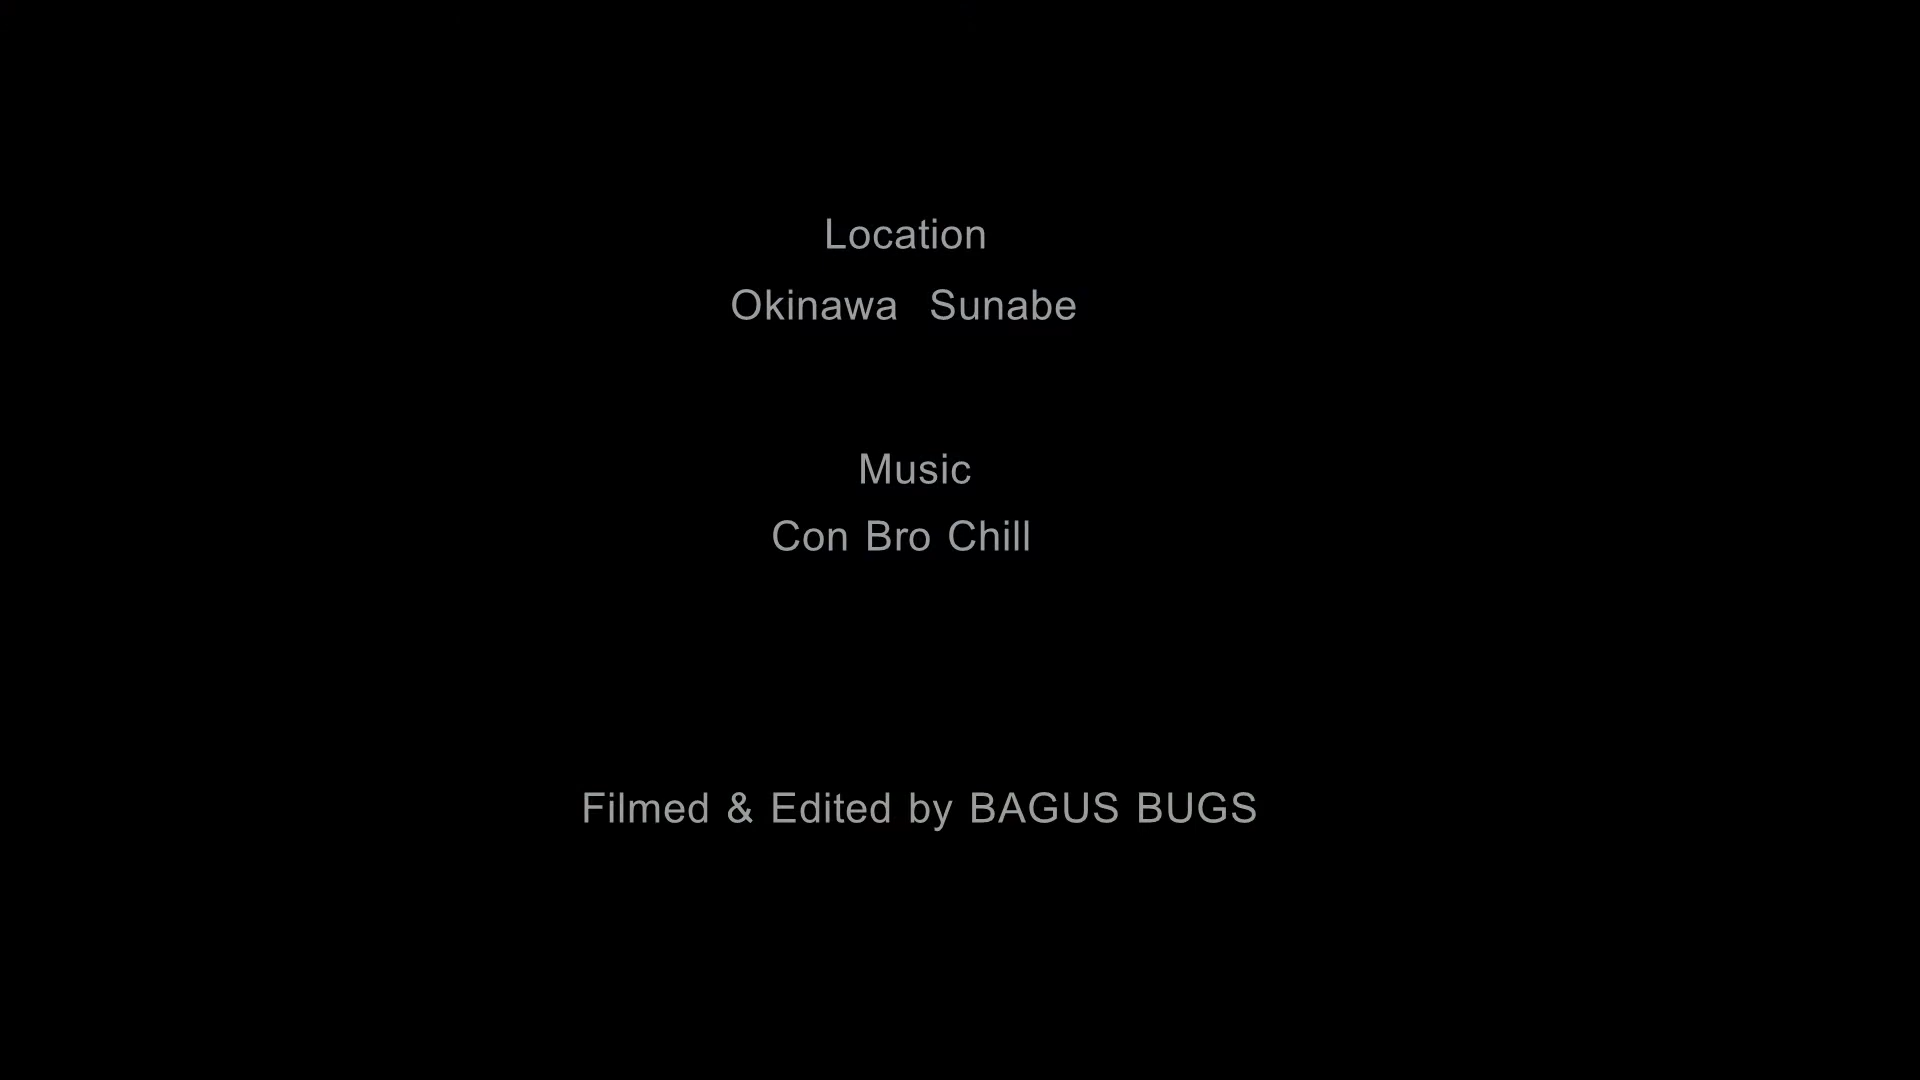 Location
Okinawa  Sunabe
Music
Con Bro Chill
Filmed & Edited by BAGUS BUGS